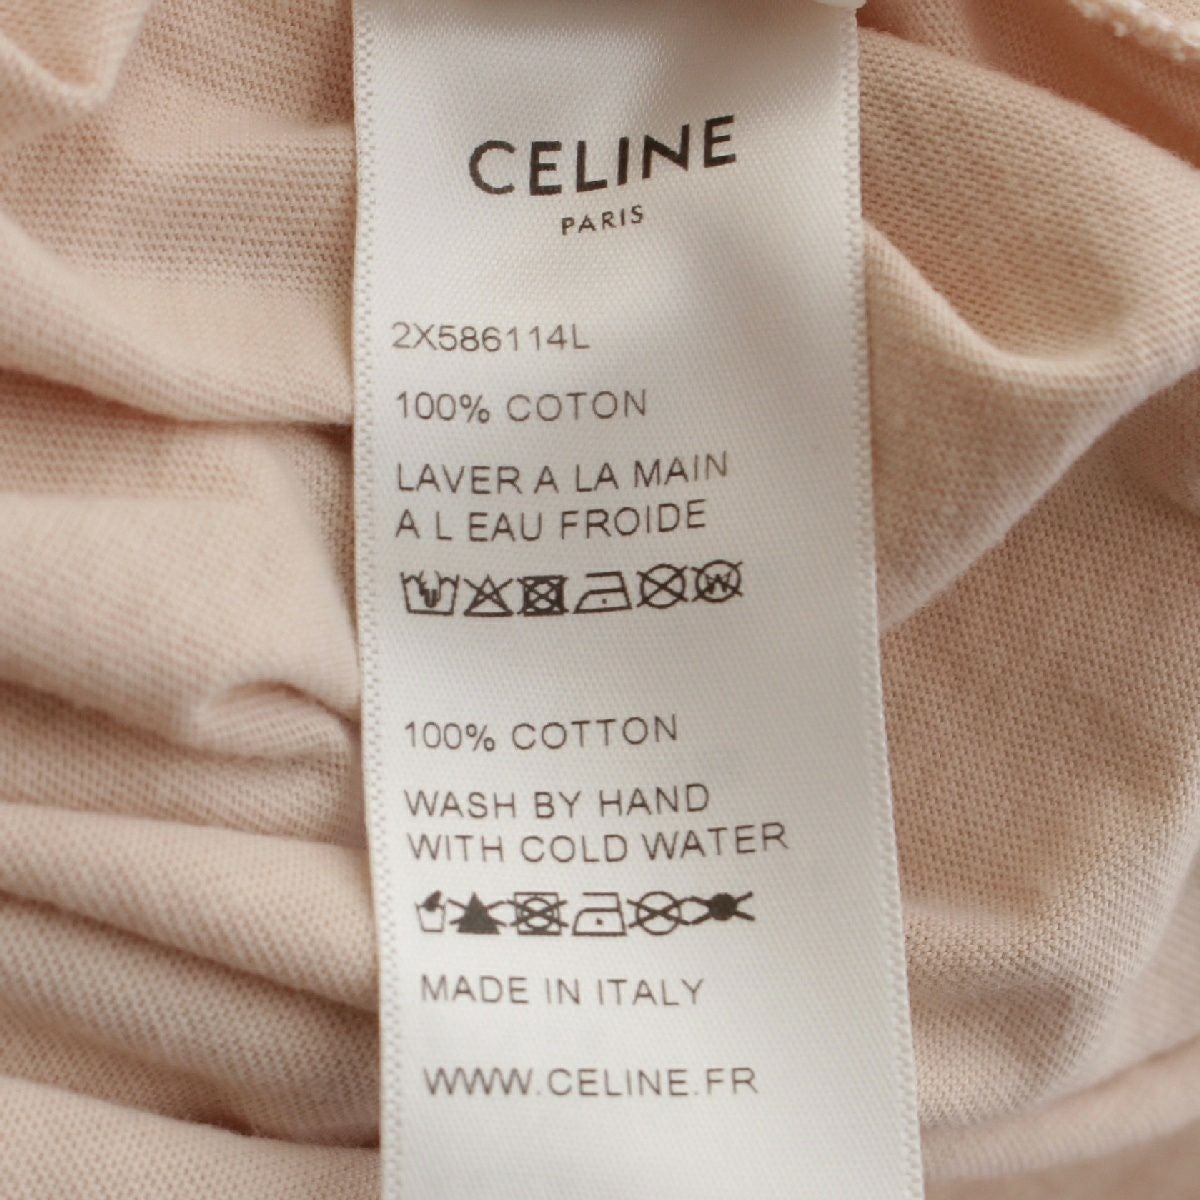 CELINE
PARIS
2X586114L
100% COTON
LAVER A LA MAIN
A L EAU FROIDE
100% COTTON
WASH BY HAND
WITH COLD WATER
MADE IN ITALY
WWW.CELINE.FR